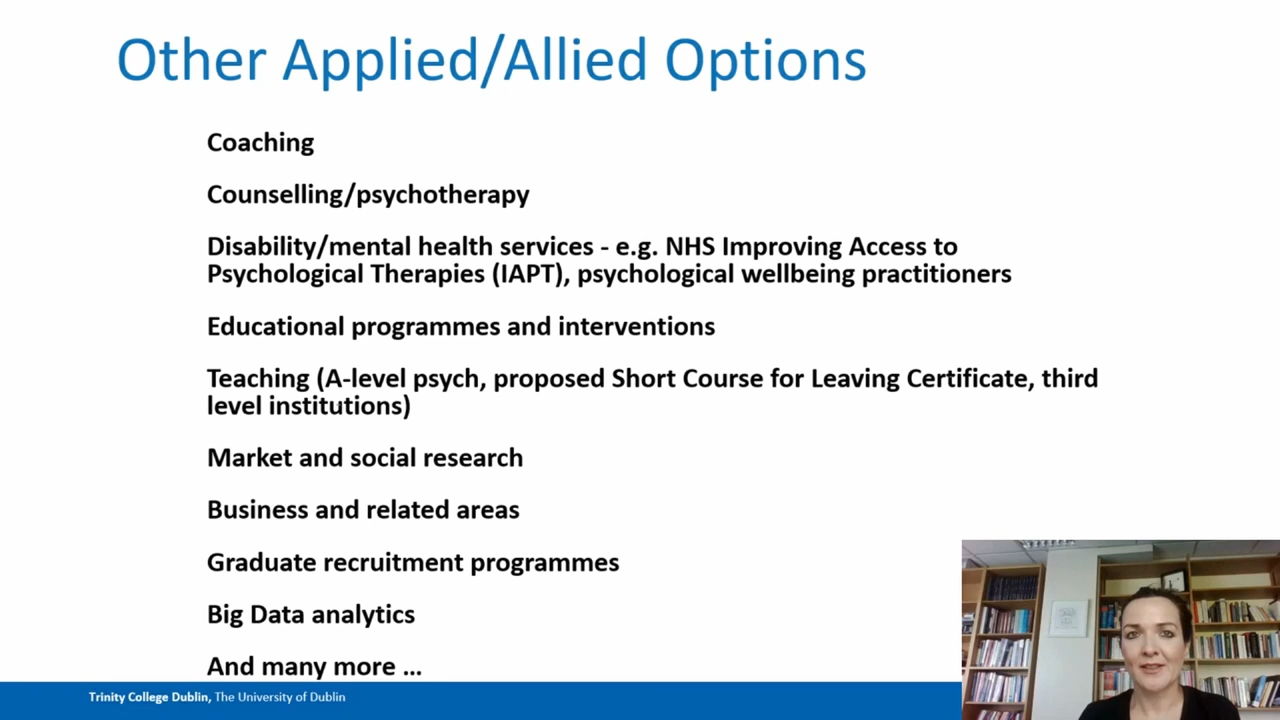 Other Applied/Allied Options
Coaching
Counselling/psychotherapy
Disability/mental health services - e.g. NHS Improving Access to
Psychological Therapies (IAPT), psychological wellbeing practitioners
Educational programmes and interventions
Teaching (A-level psych, proposed Short Course for Leaving Certificate, third
level institutions)
Market and social research
Business and related areas
Graduate recruitment programmes
Big Data analytics
And many more ...
Trinity College Dublin, The University of Dublin